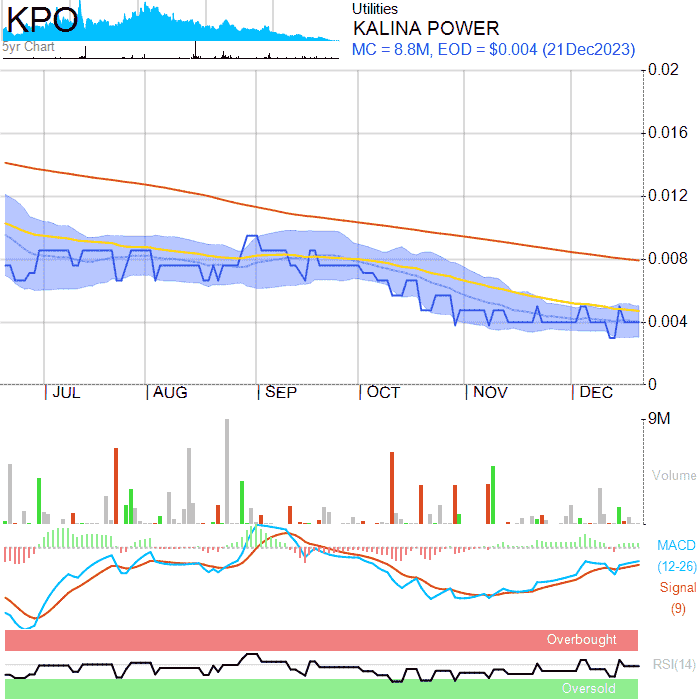 KPO
5yr Chart
Utilities
KALINA POWER
MC = 8.8M, EOD = $0.004 (21Dec2023)
0.02
0.016
0.012
0.008
0.004
0
JUL AUG SEP OCT NOV DEC
9M
Volume
MACD
(12-26)
Signal
(9)
Overbought
RSI(14)
Oversold